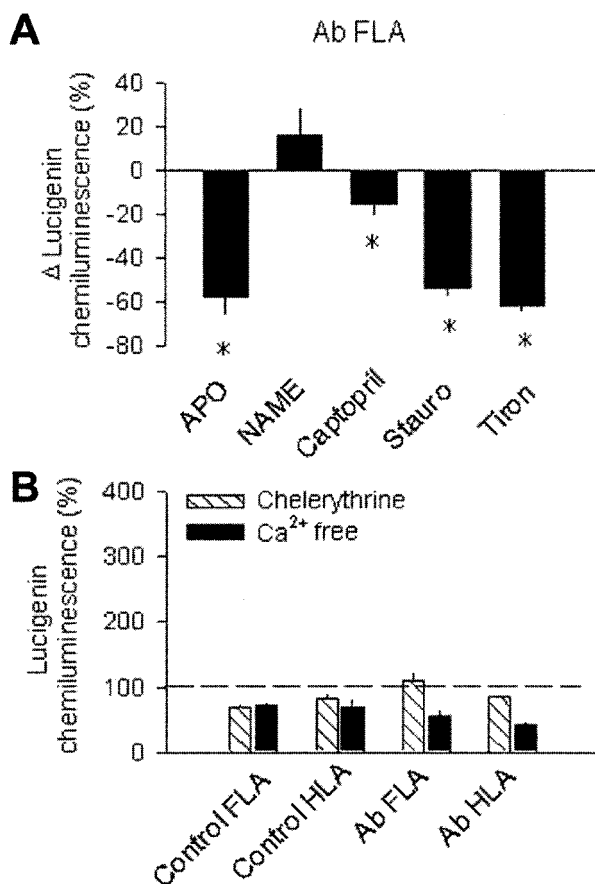 A
Ab FLA
Δ Lucigenin
chemiluminescence (%)
40
20
0
-20
-40
-60
-80
*
*
*
*
APO
NAME
Captopril
Stauro
Tiron
B
Lucigenin
chemiluminescence (%)
400
300
200
100
0
Chelerythrine
Ca²⁺ free
Control FLA
Control HLA
Ab FLA
Ab HLA